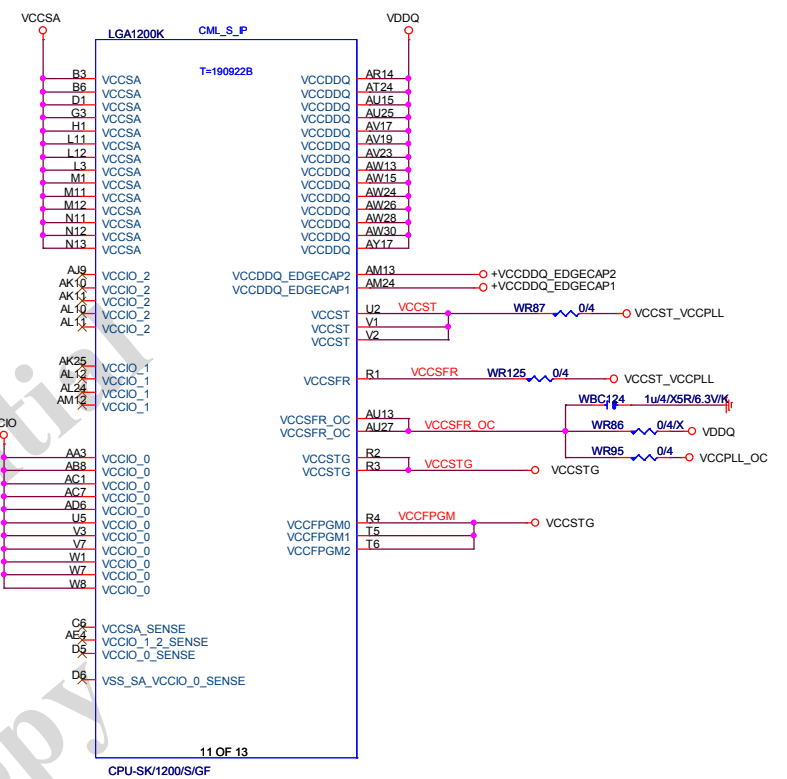 VCCSA
VDDQ
LGA1200K
CML_S_IP
T=190922B
B3 VCCSA
B6 VCCSA
D1 VCCSA
G3 VCCSA
H1 VCCSA
L11 VCCSA
L12 VCCSA
L3 VCCSA
M1 VCCSA
M11 VCCSA
M12 VCCSA
N11 VCCSA
N12 VCCSA
N13 VCCSA
VCCDDQ AR14
VCCDDQ AT24
VCCDDQ AU15
VCCDDQ AU25
VCCDDQ AV17
VCCDDQ AV19
VCCDDQ AV23
VCCDDQ AW13
VCCDDQ AW15
VCCDDQ AW24
VCCDDQ AW26
VCCDDQ AW28
VCCDDQ AW30
VCCDDQ AY17
AJ9 VCCIO_2
AK10 VCCIO_2
AK11 VCCIO_2
AL10 VCCIO_2
AL11 VCCIO_2
VCCDDQ_EDGECAP2 AM13 +VCCDDQ_EDGECAP2
VCCDDQ_EDGECAP1 AM24 +VCCDDQ_EDGECAP1
VCCST U2 VCCST WR87 0/4 VCCST_VCCPLL
VCCST V1
VCCST V2
AK25 VCCIO_1
AL12 VCCIO_1
AL24 VCCIO_1
AM12 VCCIO_1
VCCSFR R1 VCCSFR WR125 0/4 VCCST_VCCPLL
WBC124 1u/4/X5R/6.3V/K
VCCSFR_OC AU13
VCCSFR_OC AU27 VCCSFR_OC WR86 0/4/X VDDQ
WR95 0/4 VCCPLL_OC
CIO
AA3 VCCIO_0
AB8 VCCIO_0
AC1 VCCIO_0
AC7 VCCIO_0
AD6 VCCIO_0
U5 VCCIO_0
V3 VCCIO_0
V7 VCCIO_0
W1 VCCIO_0
W7 VCCIO_0
W8 VCCIO_0
VCCSTG R2
VCCSTG R3 VCCSTG VCCSTG
VCCFPGM0 R4 VCCFPGM VCCSTG
VCCFPGM1 T5
VCCFPGM2 T6
C6 VCCSA_SENSE
AE4 VCCIO_1_2_SENSE
D5 VCCIO_0_SENSE
D6 VSS_SA_VCCIO_0_SENSE
11 OF 13
CPU-SK/1200/S/GF
ntial
opy